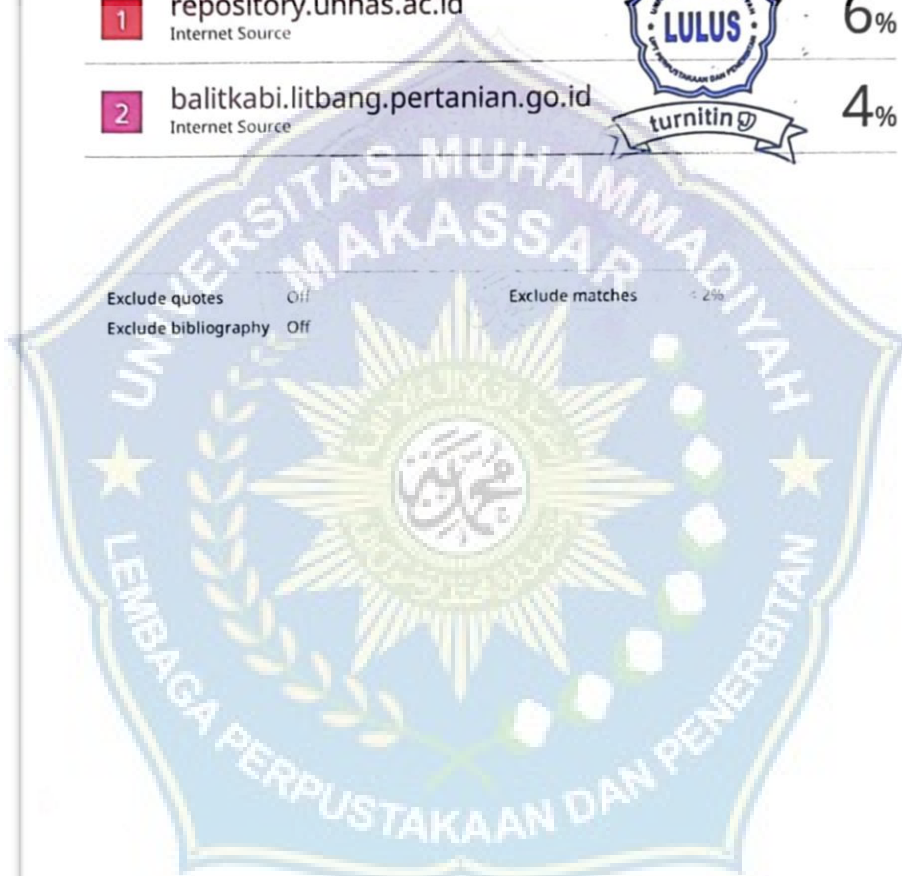 1 repository.unhas.ac.id 6%
Internet Source
LULUS
2 balitkabi.litbang.pertanian.go.id 4%
Internet Source
turnitin
UNIVERSITAS MUHAMMADIYAH
MAKASSAR
Exclude quotes Off Exclude matches < 2%
Exclude bibliography Off
LEMBAGA PERPUSTAKAAN DAN PENERBITAN